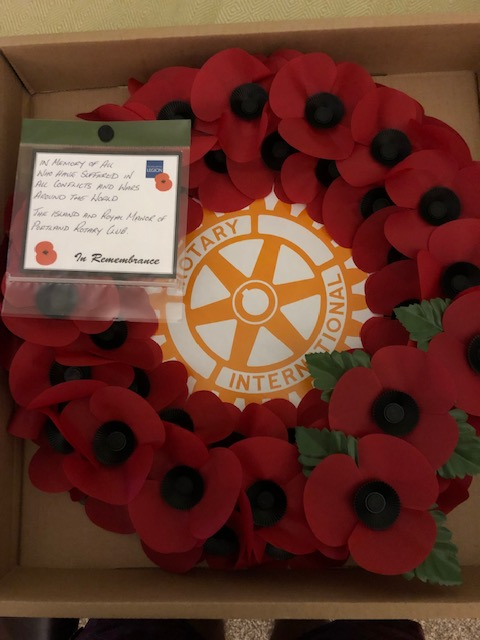 IN MEMORY OF ALL
WHO HAVE SUFFERED IN
ALL CONFLICTS AND WARS
AROUND THE WORLD
THE ISLAND AND ROYAL MANOR OF
PORTLAND ROTARY CLUB.
In Remembrance
LEGION
ROTARY
INTERNATIONAL